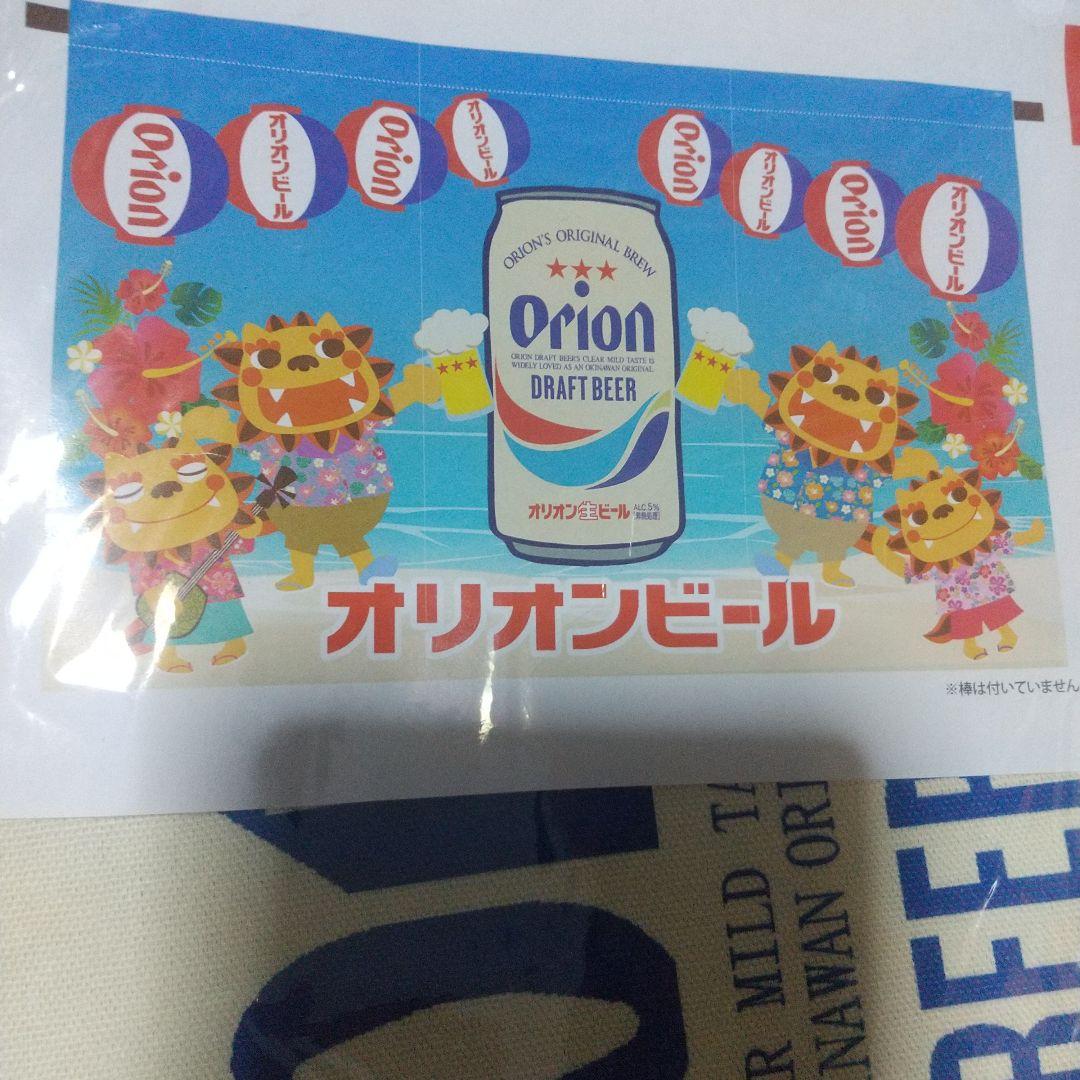 Orion
オリオンビール
Orion
オリオンビール
Orion
オリオンビール
Orion
オリオンビール
ORION'S ORIGINAL BREW
Orion
ORION DRAFT BEER'S CLEAR MILD TASTE IS
WIDELY LOVED AS AN OKINAWAN ORIGINAL.
DRAFT BEER
オリオン生ビール
ALC.5%
オリオンビール
※棒は付いていません
R MILD TA
NAWAN ORI
BEER